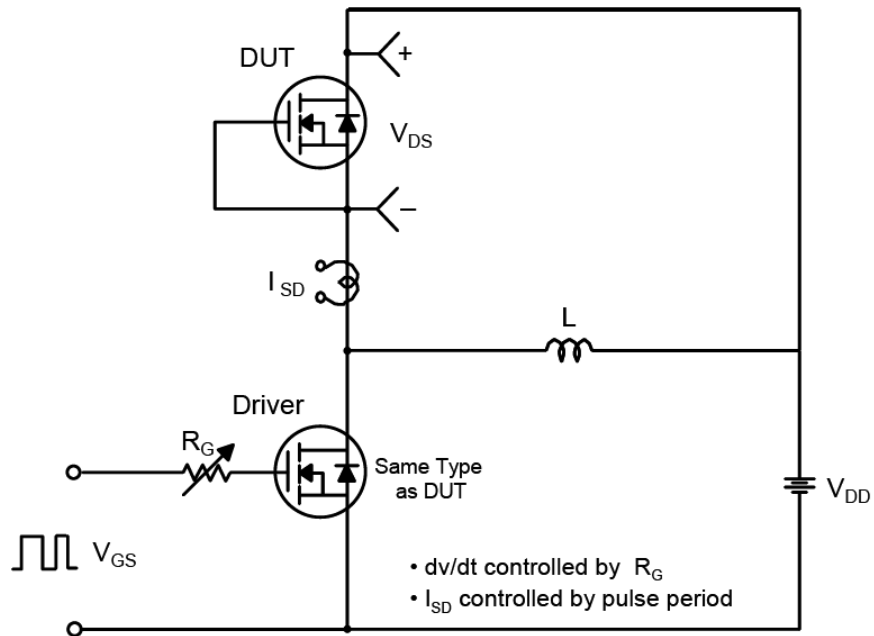 DUT
+
V_DS
–
I_SD
L
Driver
R_G
Same Type
as DUT
V_DD
V_GS
• dv/dt controlled by R_G
• I_SD controlled by pulse period